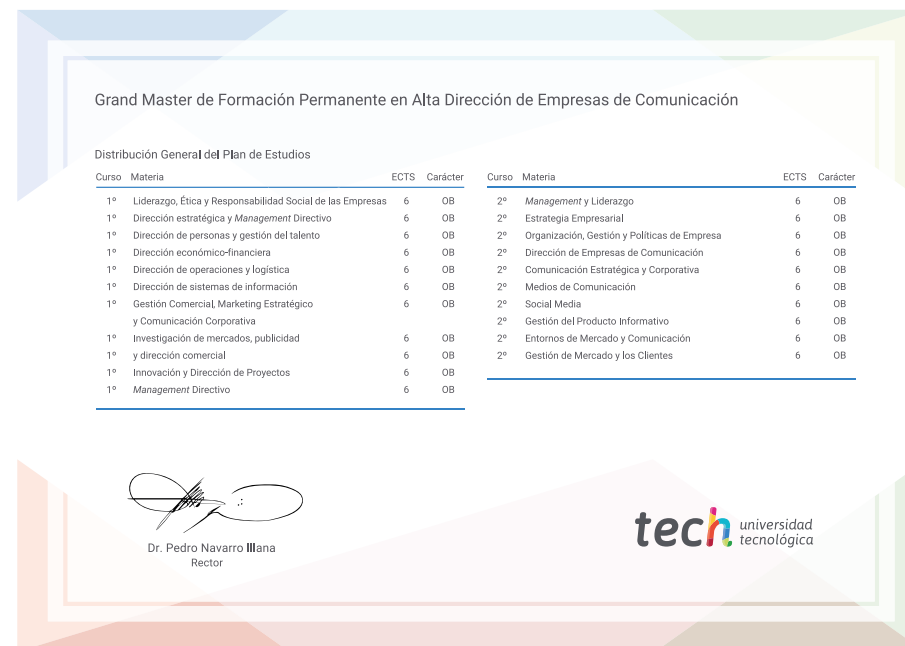 Grand Master de Formación Permanente en Alta Dirección de Empresas de Comunicación
Distribución General del Plan de Estudios
Curso Materia ECTS Carácter
1º Liderazgo, Ética y Responsabilidad Social de las Empresas 6 OB
1º Dirección estratégica y Management Directivo 6 OB
1º Dirección de personas y gestión del talento 6 OB
1º Dirección económico-financiera 6 OB
1º Dirección de operaciones y logística 6 OB
1º Dirección de sistemas de información 6 OB
1º Gestión Comercial, Marketing Estratégico 6 OB
y Comunicación Corporativa
1º Investigación de mercados, publicidad 6 OB
1º y dirección comercial 6 OB
1º Innovación y Dirección de Proyectos 6 OB
1º Management Directivo 6 OB
Curso Materia ECTS Carácter
2º Management y Liderazgo 6 OB
2º Estrategia Empresarial 6 OB
2º Organización, Gestión y Políticas de Empresa 6 OB
2º Dirección de Empresas de Comunicación 6 OB
2º Comunicación Estratégica y Corporativa 6 OB
2º Medios de Comunicación 6 OB
2º Social Media 6 OB
2º Gestión del Producto Informativo 6 OB
2º Entornos de Mercado y Comunicación 6 OB
2º Gestión de Mercado y los Clientes 6 OB
Dr. Pedro Navarro Illana
Rector
tech universidad
tecnológica